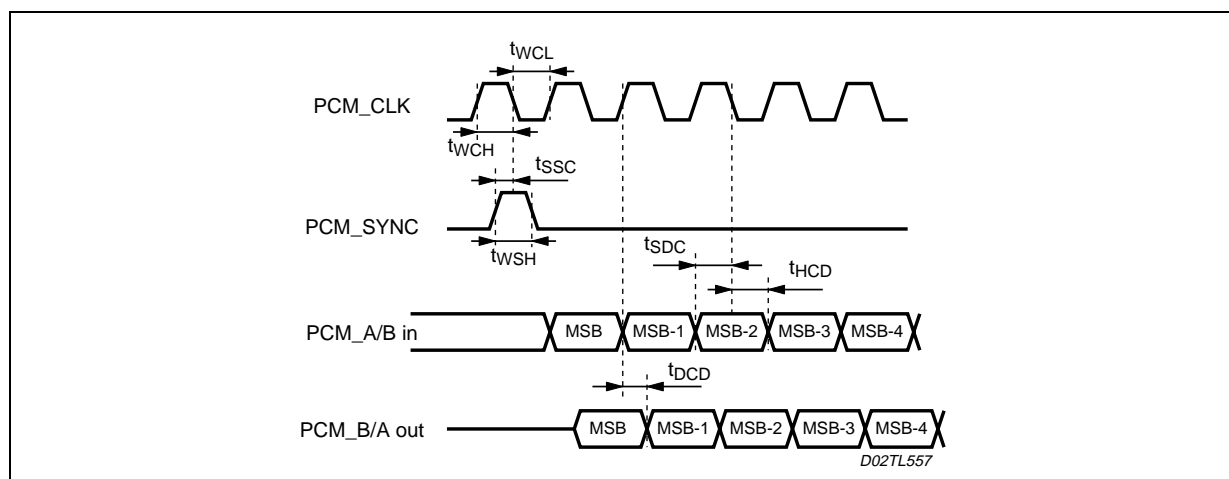 tWCL
PCM_CLK
tWCH
tSSC
PCM_SYNC
tWSH
tSDC
tHCD
PCM_A/B in
MSB MSB-1 MSB-2 MSB-3 MSB-4
tDCD
PCM_B/A out
MSB MSB-1 MSB-2 MSB-3 MSB-4
D02TL557